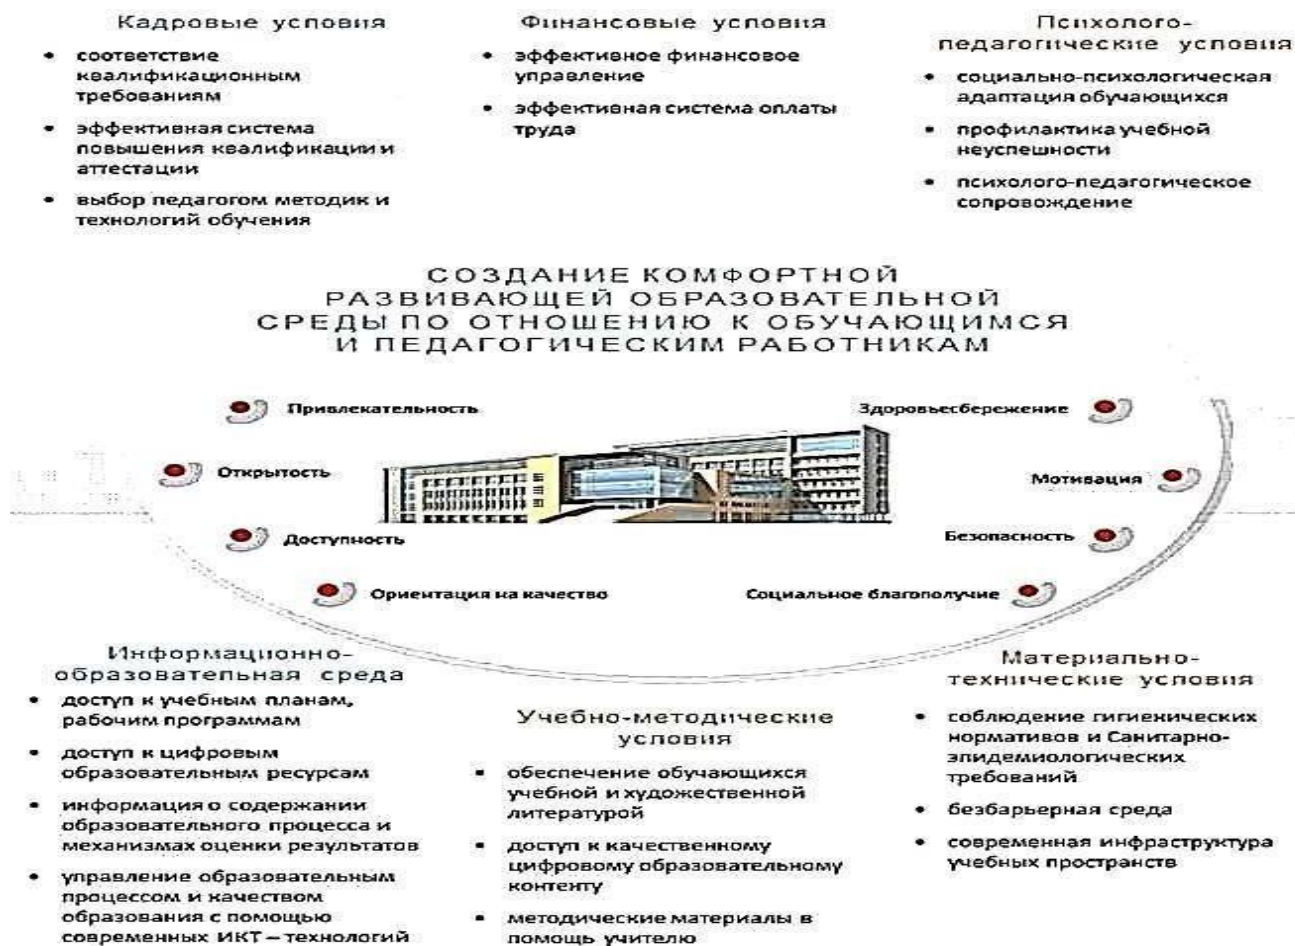 Кадровые условия
• соответствие
квалификационным
требованиям
• эффективная система
повышения квалификации и
аттестации
• выбор педагогом методик и
технологий обучения
Финансовые условия
• эффективное финансовое
управление
• эффективная система оплаты
труда
Психолого-
педагогические условия
• социально-психологическая
адаптация обучающихся
• профилактика учебной
неуспешности
• психолого-педагогическое
сопровождение
СОЗДАНИЕ КОМФОРТНОЙ
РАЗВИВАЮЩЕЙ ОБРАЗОВАТЕЛЬНОЙ
СРЕДЫ ПО ОТНОШЕНИЮ К ОБУЧАЮЩИМСЯ
И ПЕДАГОГИЧЕСКИМ РАБОТНИКАМ
Привлекательность
Открытость
Доступность
Ориентация на качество
Здоровьесбережение
Мотивация
Безопасность
Социальное благополучие
Информационно-
образовательная среда
• доступ к учебным планам,
рабочим программам
• доступ к цифровым
образовательным ресурсам
• информация о содержании
образовательного процесса и
механизмах оценки результатов
• управление образовательным
процессом и качеством
образования с помощью
современных ИКТ – технологий
Учебно-методические
условия
• обеспечение обучающихся
учебной и художественной
литературой
• доступ к качественному
цифровому образовательному
контенту
• методические материалы в
помощь учителю
Материально-
технические условия
• соблюдение гигиенических
нормативов и Санитарно-
эпидемиологических
требований
• безбарьерная среда
• современная инфраструктура
учебных пространств